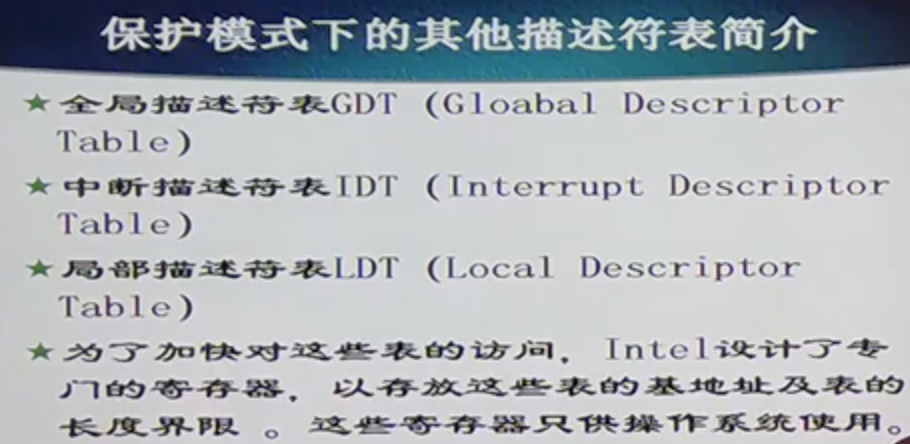 保护模式下的其他描述符表简介
★全局描述符表GDT (Gloabal Descriptor
Table)
★中断描述符表IDT (Interrupt Descriptor
Table)
★局部描述符表LDT (Local Descriptor
Table)
★为了加快对这些表的访问，Intel设计了专
门的寄存器，以存放这些表的基地址及表的
长度界限 。这些寄存器只供操作系统使用。